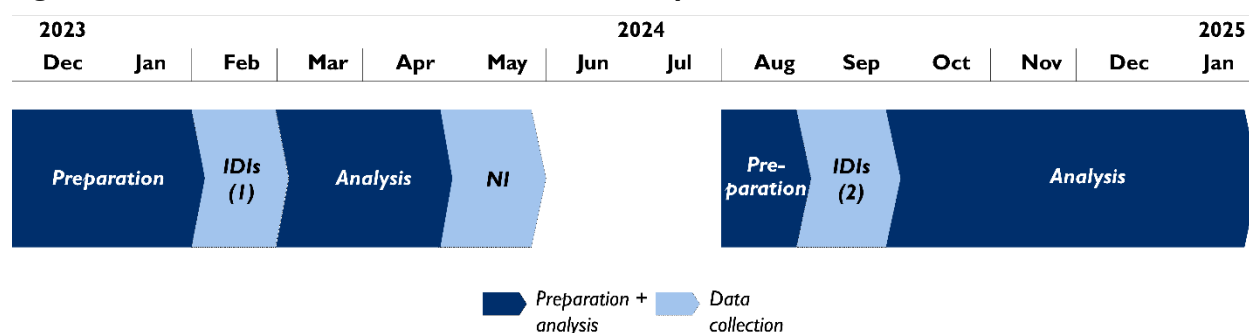 2023 2024 2025
Dec Jan Feb Mar Apr May Jun Jul Aug Sep Oct Nov Dec Jan
Preparation
IDIs
(1)
Analysis
NI
Pre-
paration
IDIs
(2)
Analysis
Preparation +
analysis
Data
collection